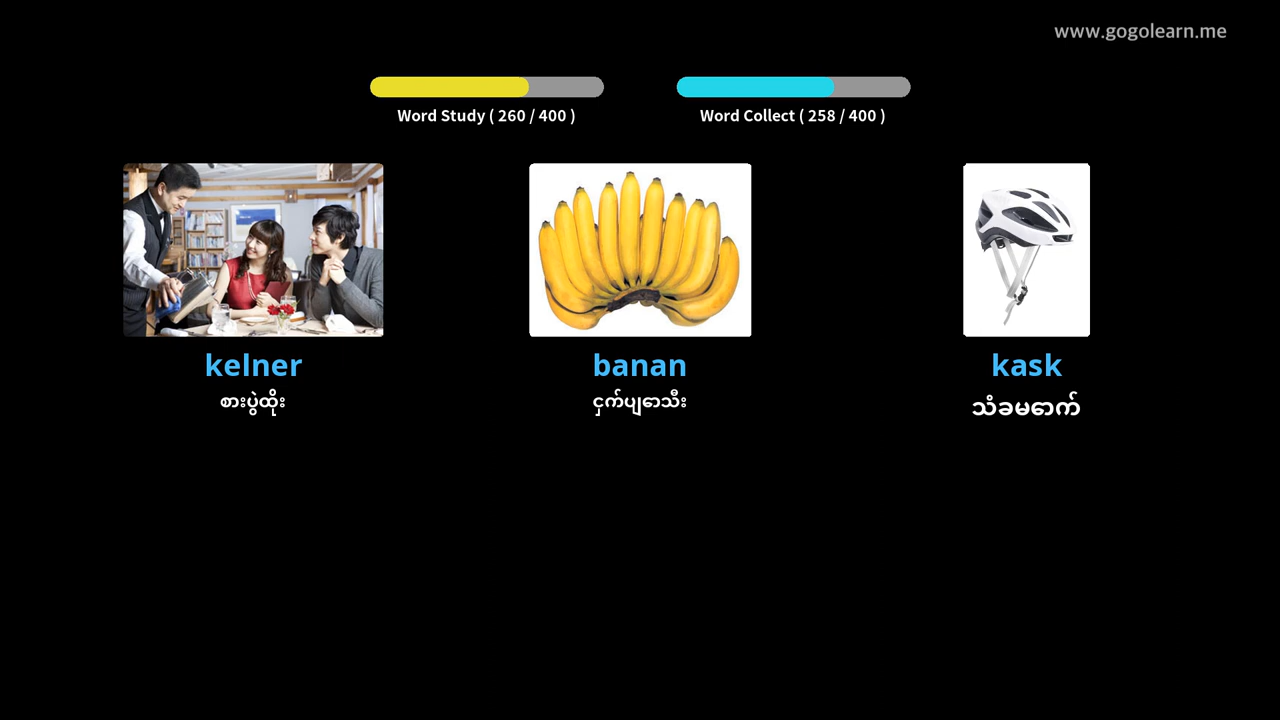 www.gogolearn.me
Word Study ( 260 / 400 )
Word Collect ( 258 / 400 )
kelner
စားပွဲထိုး
banan
ငှက်ပျောသီး
kask
သံခမောက်